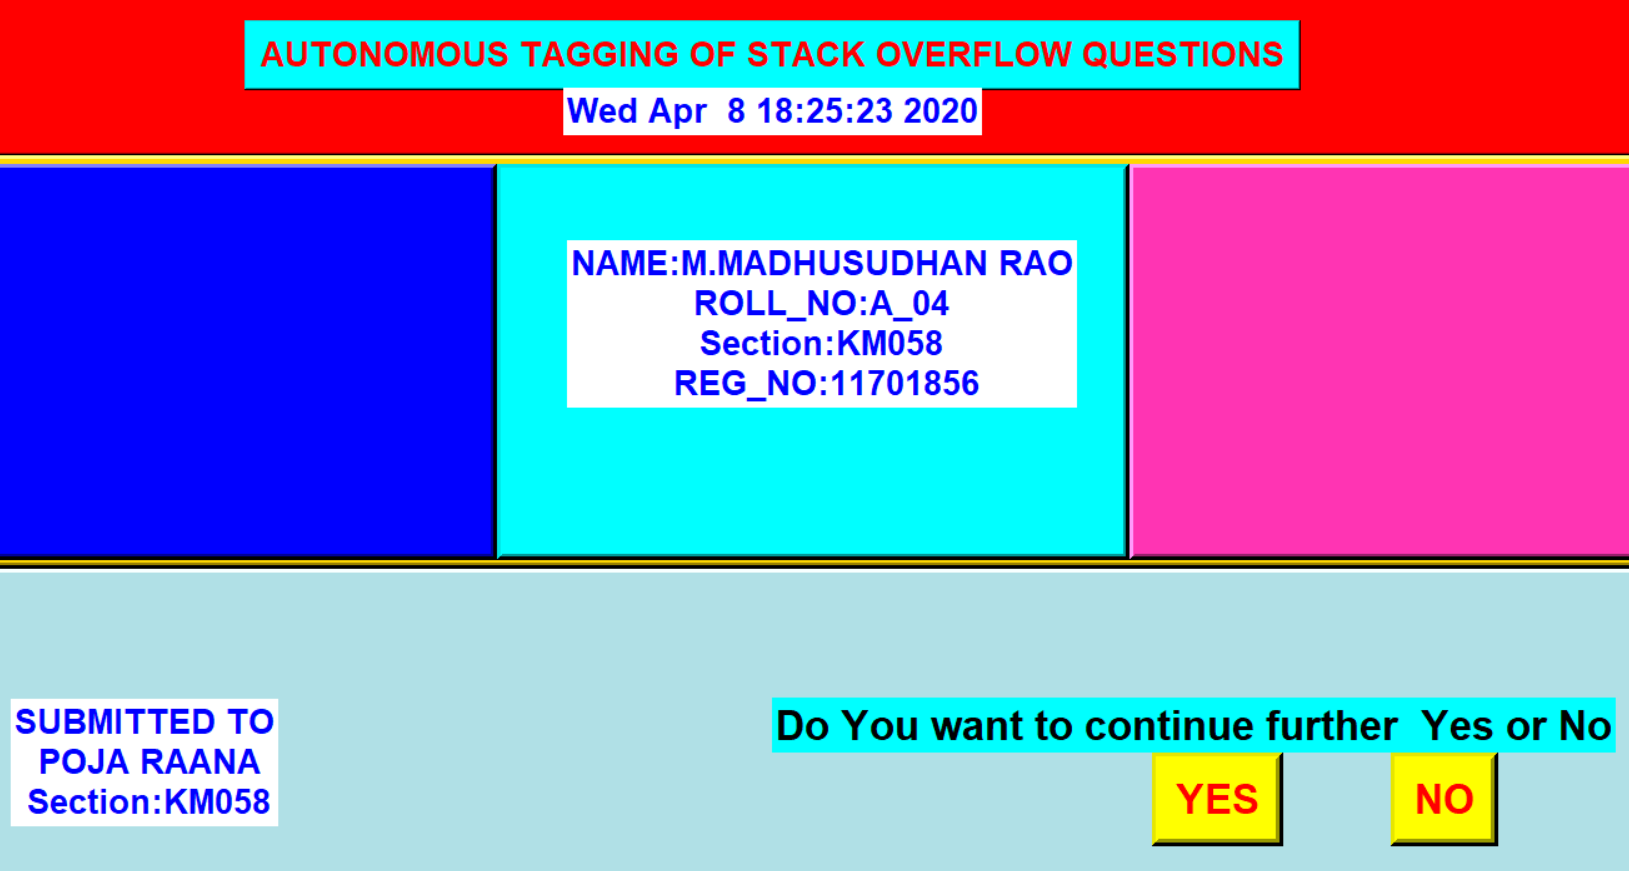 AUTONOMOUS TAGGING OF STACK OVERFLOW QUESTIONS
Wed Apr  8 18:25:23 2020
NAME:M.MADHUSUDHAN RAO
ROLL_NO:A_04
Section:KM058
REG_NO:11701856
SUBMITTED TO
POJA RAANA
Section:KM058
Do You want to continue further  Yes or No
YES
NO